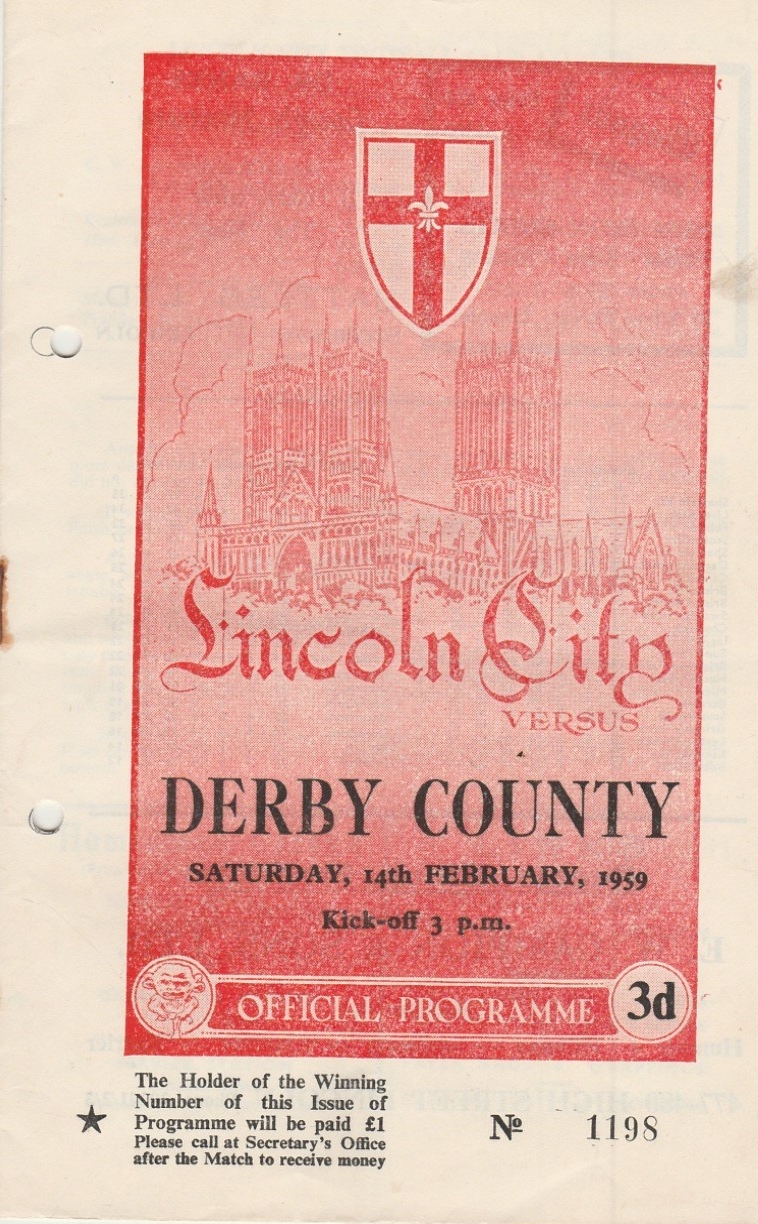 Lincoln City
VERSUS
DERBY COUNTY
SATURDAY, 14th FEBRUARY, 1959
Kick-off 3 p.m.
OFFICIAL PROGRAMME 3d
The Holder of the Winning
Number of this Issue of
Programme will be paid £1
Please call at Secretary's Office
after the Match to receive money
★ № 1198